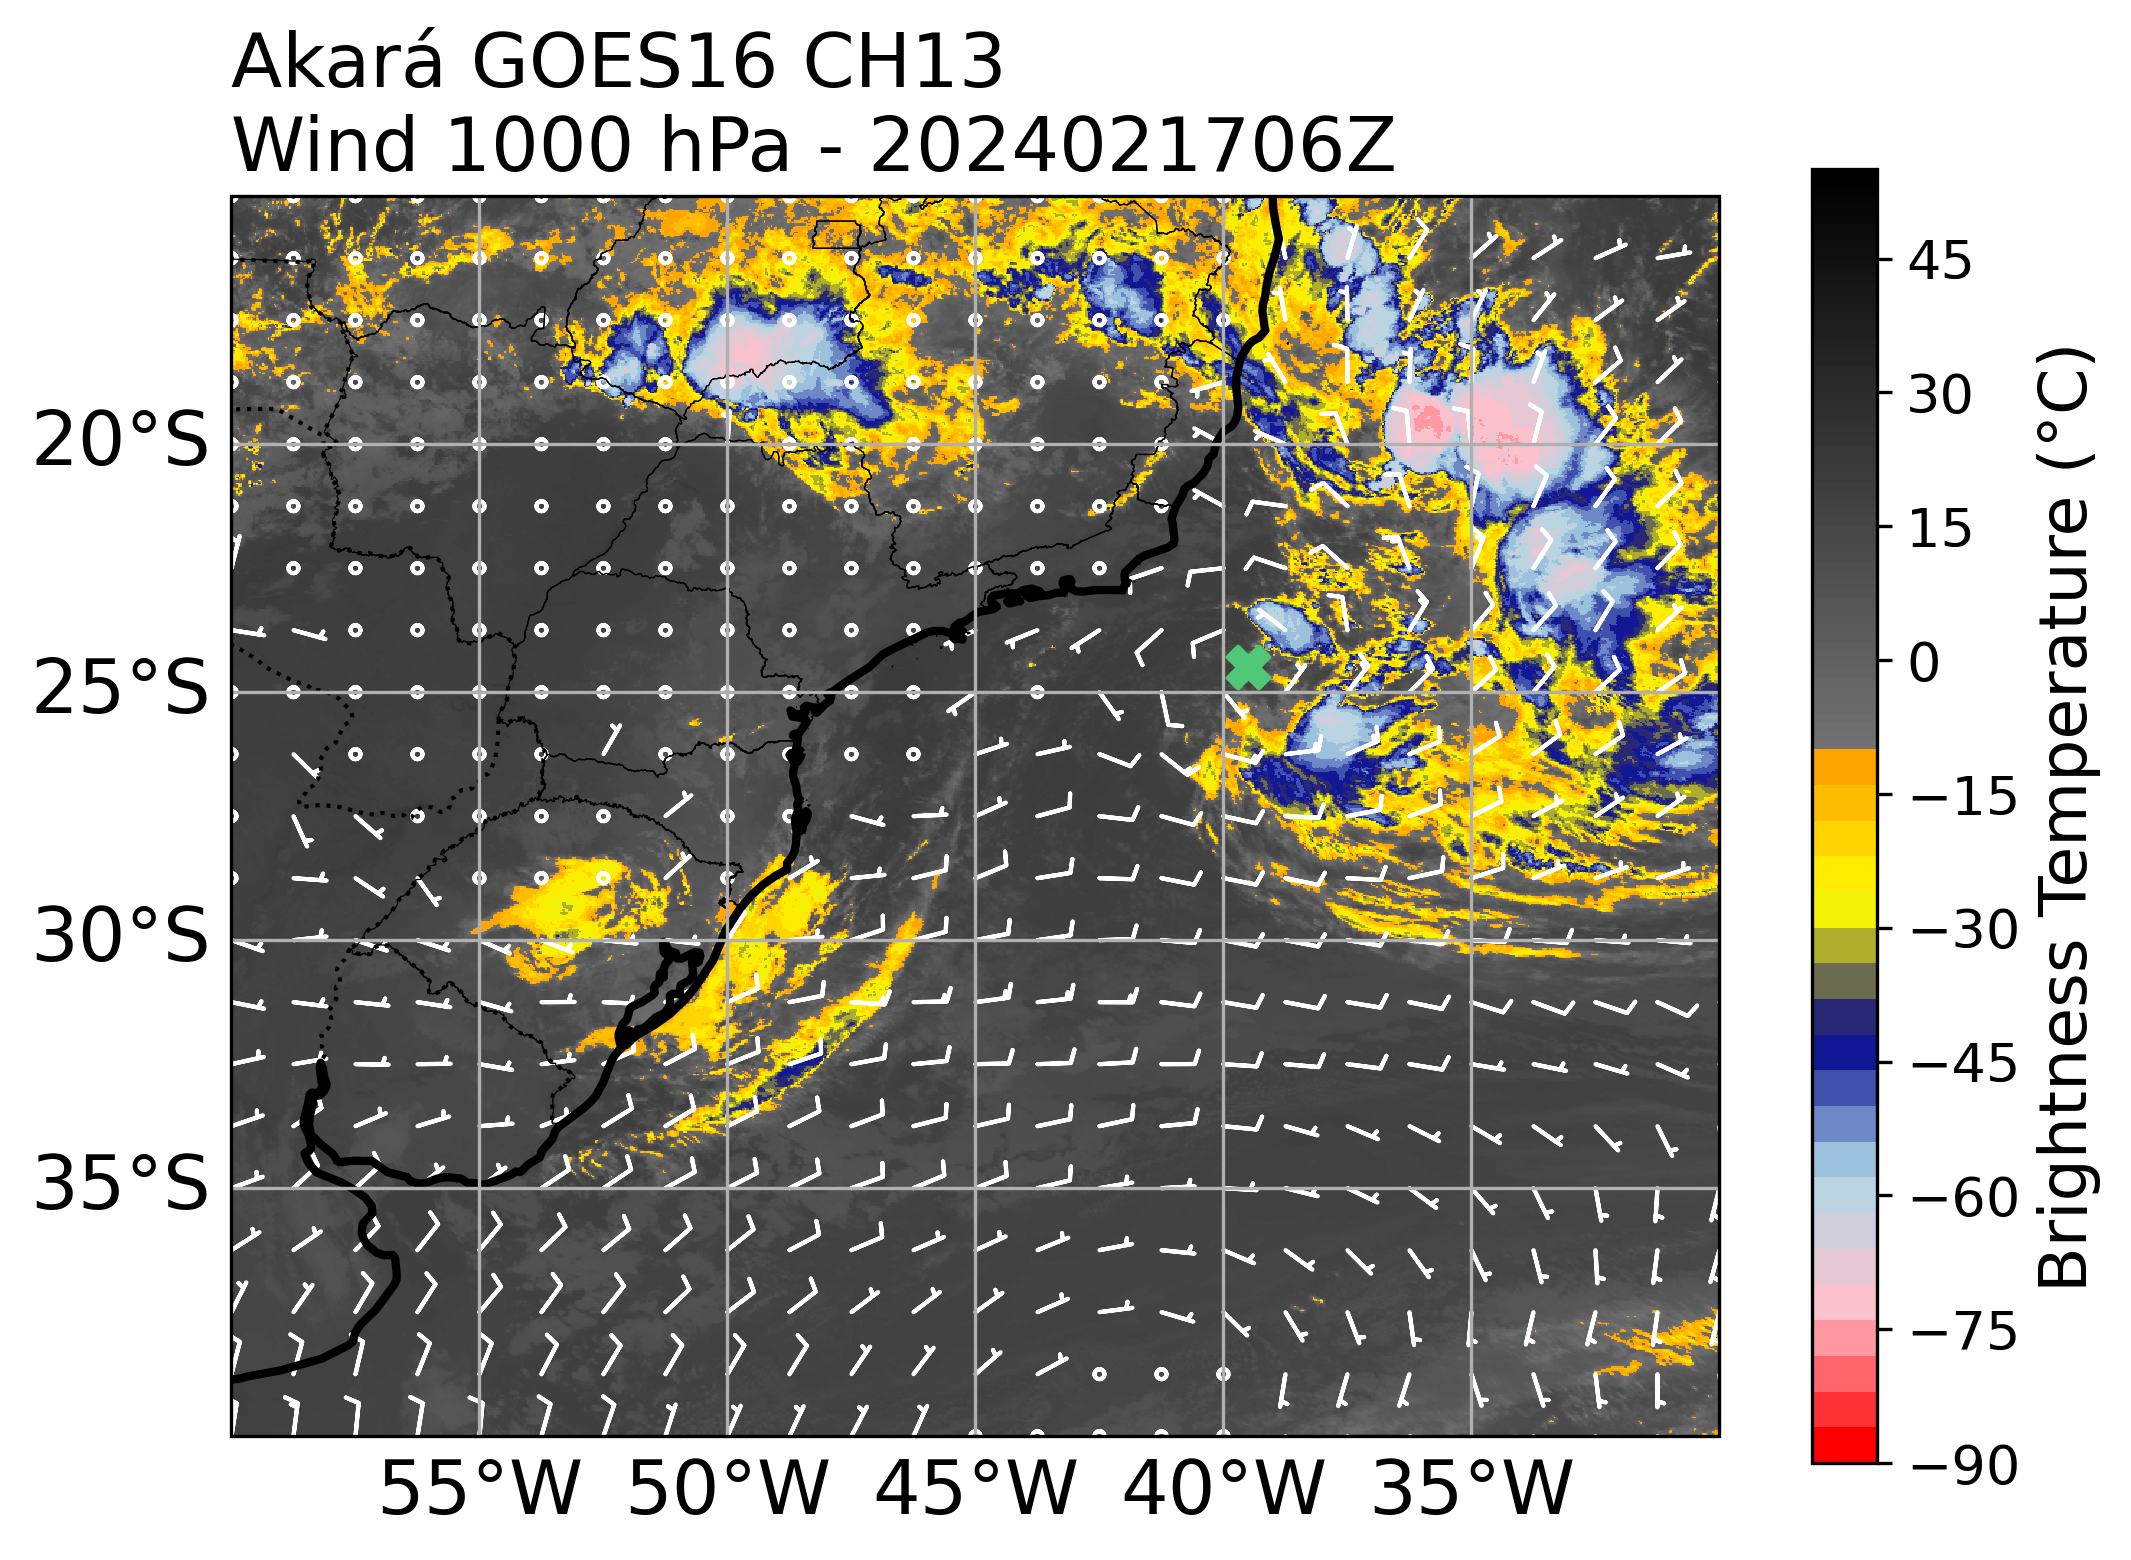 Akará GOES16 CH13
Wind 1000 hPa - 2024021706Z
20°S
25°S
30°S
35°S
55°W 50°W 45°W 40°W 35°W
45
30
15
0
−15
−30
−45
−60
−75
−90
Brightness Temperature (°C)